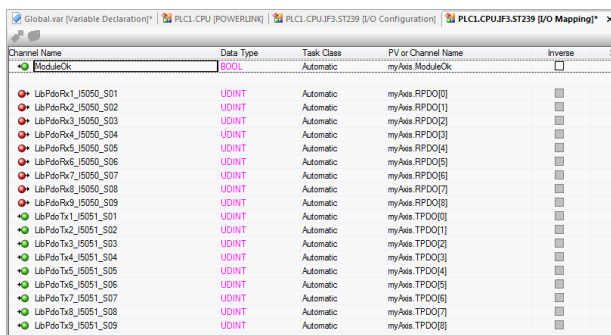 Global.var [Variable Declaration]* PLC1.CPU [POWERLINK] PLC1.CPU.IF3.ST239 [I/O Configuration] PLC1.CPU.IF3.ST239 [I/O Mapping]* ×
Channel Name Data Type Task Class PV or Channel Name Inverse
ModuleOk BOOL Automatic myAxis.ModuleOk
LibPdoRx1_I5050_S01 UDINT Automatic myAxis.RPDO[0]
LibPdoRx2_I5050_S02 UDINT Automatic myAxis.RPDO[1]
LibPdoRx3_I5050_S03 UDINT Automatic myAxis.RPDO[2]
LibPdoRx4_I5050_S04 UDINT Automatic myAxis.RPDO[3]
LibPdoRx5_I5050_S05 UDINT Automatic myAxis.RPDO[4]
LibPdoRx6_I5050_S06 UDINT Automatic myAxis.RPDO[5]
LibPdoRx7_I5050_S07 UDINT Automatic myAxis.RPDO[6]
LibPdoRx8_I5050_S08 UDINT Automatic myAxis.RPDO[7]
LibPdoRx9_I5050_S09 UDINT Automatic myAxis.RPDO[8]
LibPdoTx1_I5051_S01 UDINT Automatic myAxis.TPDO[0]
LibPdoTx2_I5051_S02 UDINT Automatic myAxis.TPDO[1]
LibPdoTx3_I5051_S03 UDINT Automatic myAxis.TPDO[2]
LibPdoTx4_I5051_S04 UDINT Automatic myAxis.TPDO[3]
LibPdoTx5_I5051_S05 UDINT Automatic myAxis.TPDO[4]
LibPdoTx6_I5051_S06 UDINT Automatic myAxis.TPDO[5]
LibPdoTx7_I5051_S07 UDINT Automatic myAxis.TPDO[6]
LibPdoTx8_I5051_S08 UDINT Automatic myAxis.TPDO[7]
LibPdoTx9_I5051_S09 UDINT Automatic myAxis.TPDO[8]